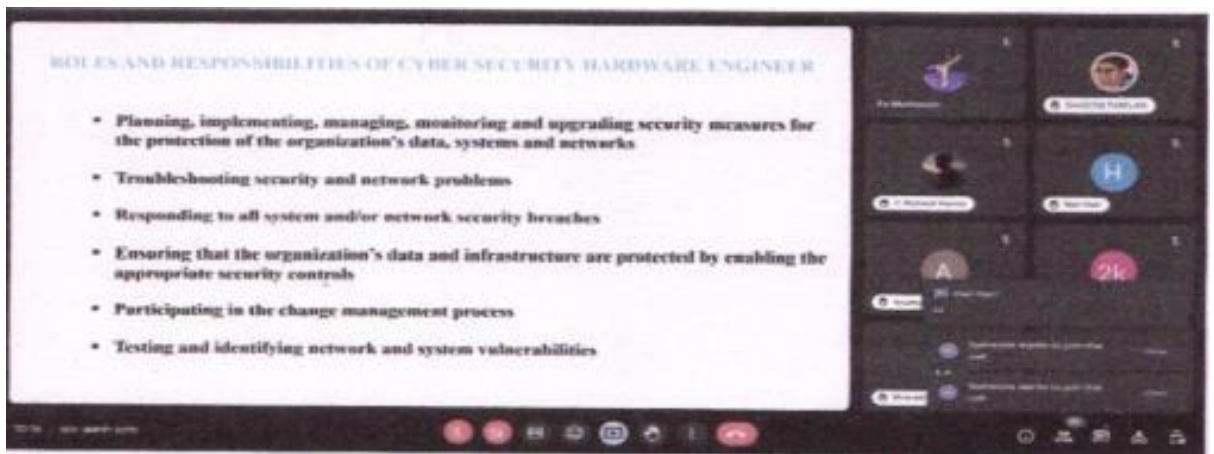 ROLES AND RESPONSIBILITIES OF CYBER SECURITY HARDWARE ENGINEER
• Planning, implementing, managing, monitoring and upgrading security measures for
the protection of the organization's data, systems and networks
• Troubleshooting security and network problems
• Responding to all system and/or network security breaches
• Ensuring that the organization's data and infrastructure are protected by enabling the
appropriate security controls
• Participating in the change management process
• Testing and identifying network and system vulnerabilities
H
A
2k